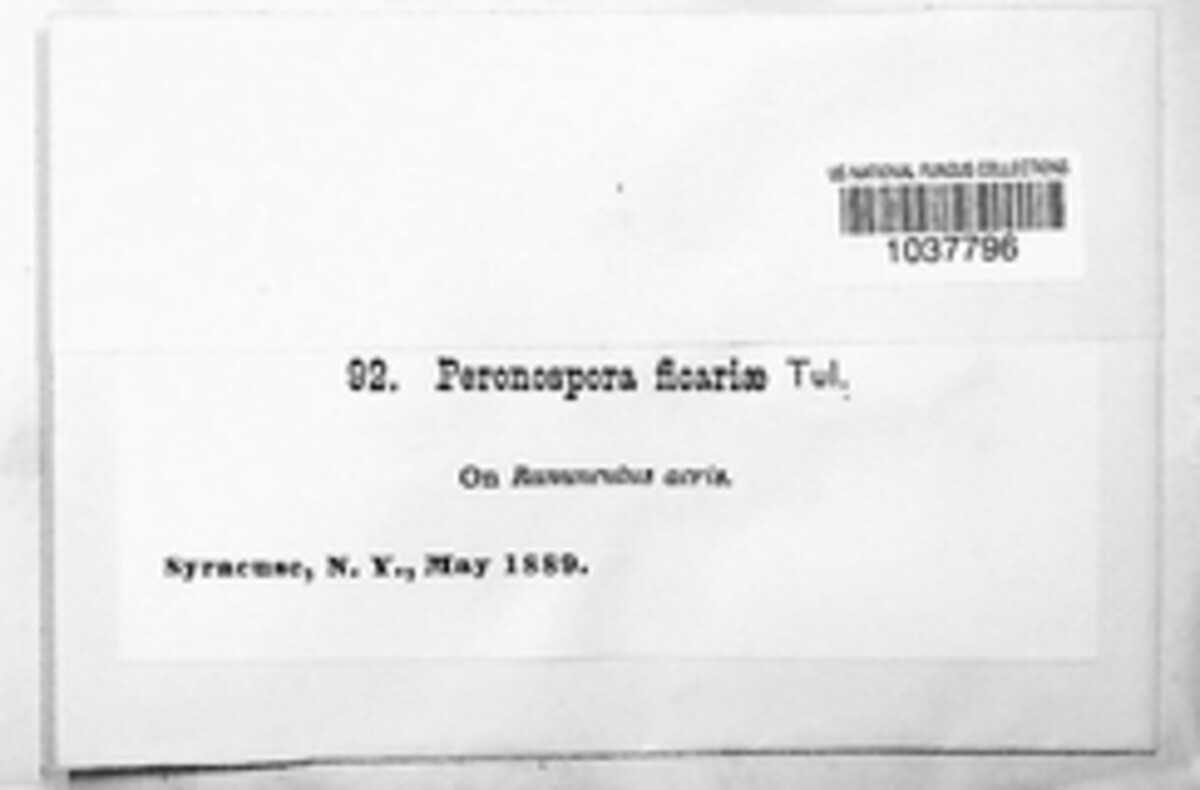 US NATIONAL FUNGUS COLLECTIONS
1037796
92. Peronospora ficariæ Tul.
On Ranunculus acris.
Syracuse, N. Y., May 1889.